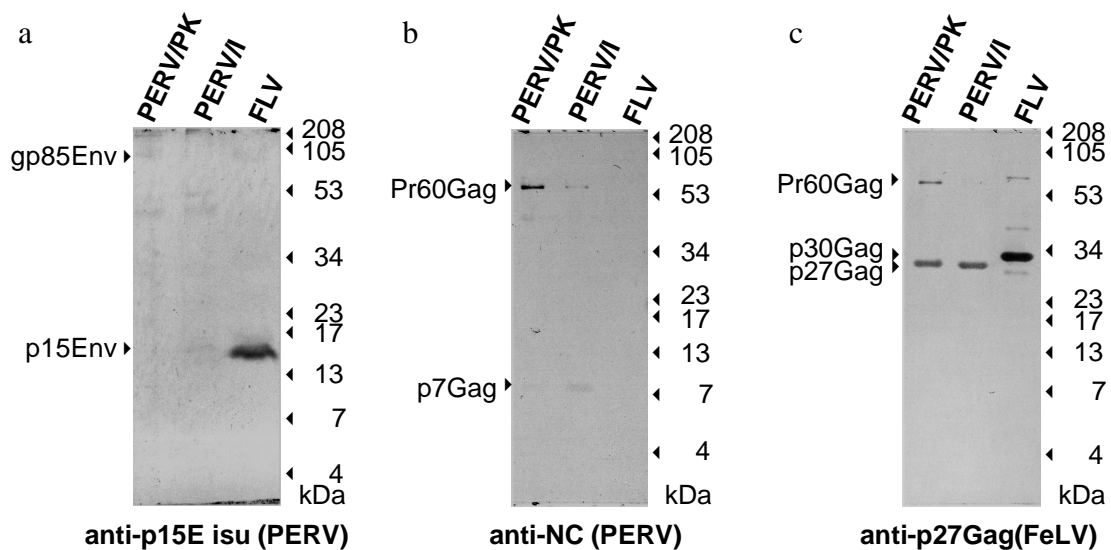 a
PERV/PK
PERV/I
FLV
gp85Env
p15Env
208
105
53
34
23
17
13
7
4
kDa
anti-p15E isu (PERV)
b
PERV/PK
PERV/I
FLV
Pr60Gag
p7Gag
208
105
53
34
23
17
13
7
4
kDa
anti-NC (PERV)
c
PERV/PK
PERV/I
FLV
Pr60Gag
p30Gag
p27Gag
208
105
53
34
23
17
13
7
4
kDa
anti-p27Gag(FeLV)